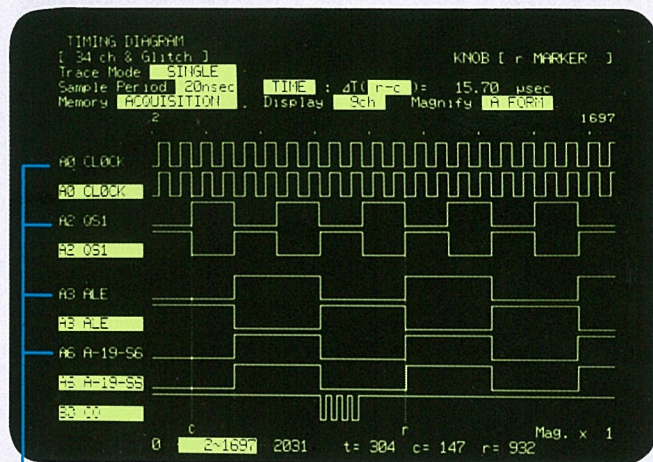 TIMING DIAGRAM
[ 34 ch & Glitch ] KNOB [ r MARKER ]
Trace Mode SINGLE
Sample Period 20nsec TIME : ΔT( r-c )= 15.70 μsec
Memory ACQUISITION . Display 9ch Magnify A FORM
2 1697
A0 CLOCK
A0 CLOCK
A2 OS1
A2 OS1
A3 ALE
A3 ALE
A6 A-19-S6
A6 A-19-S6
c r
Mag. x 1
0 2~1697 2031 t= 304 c= 147 r= 932